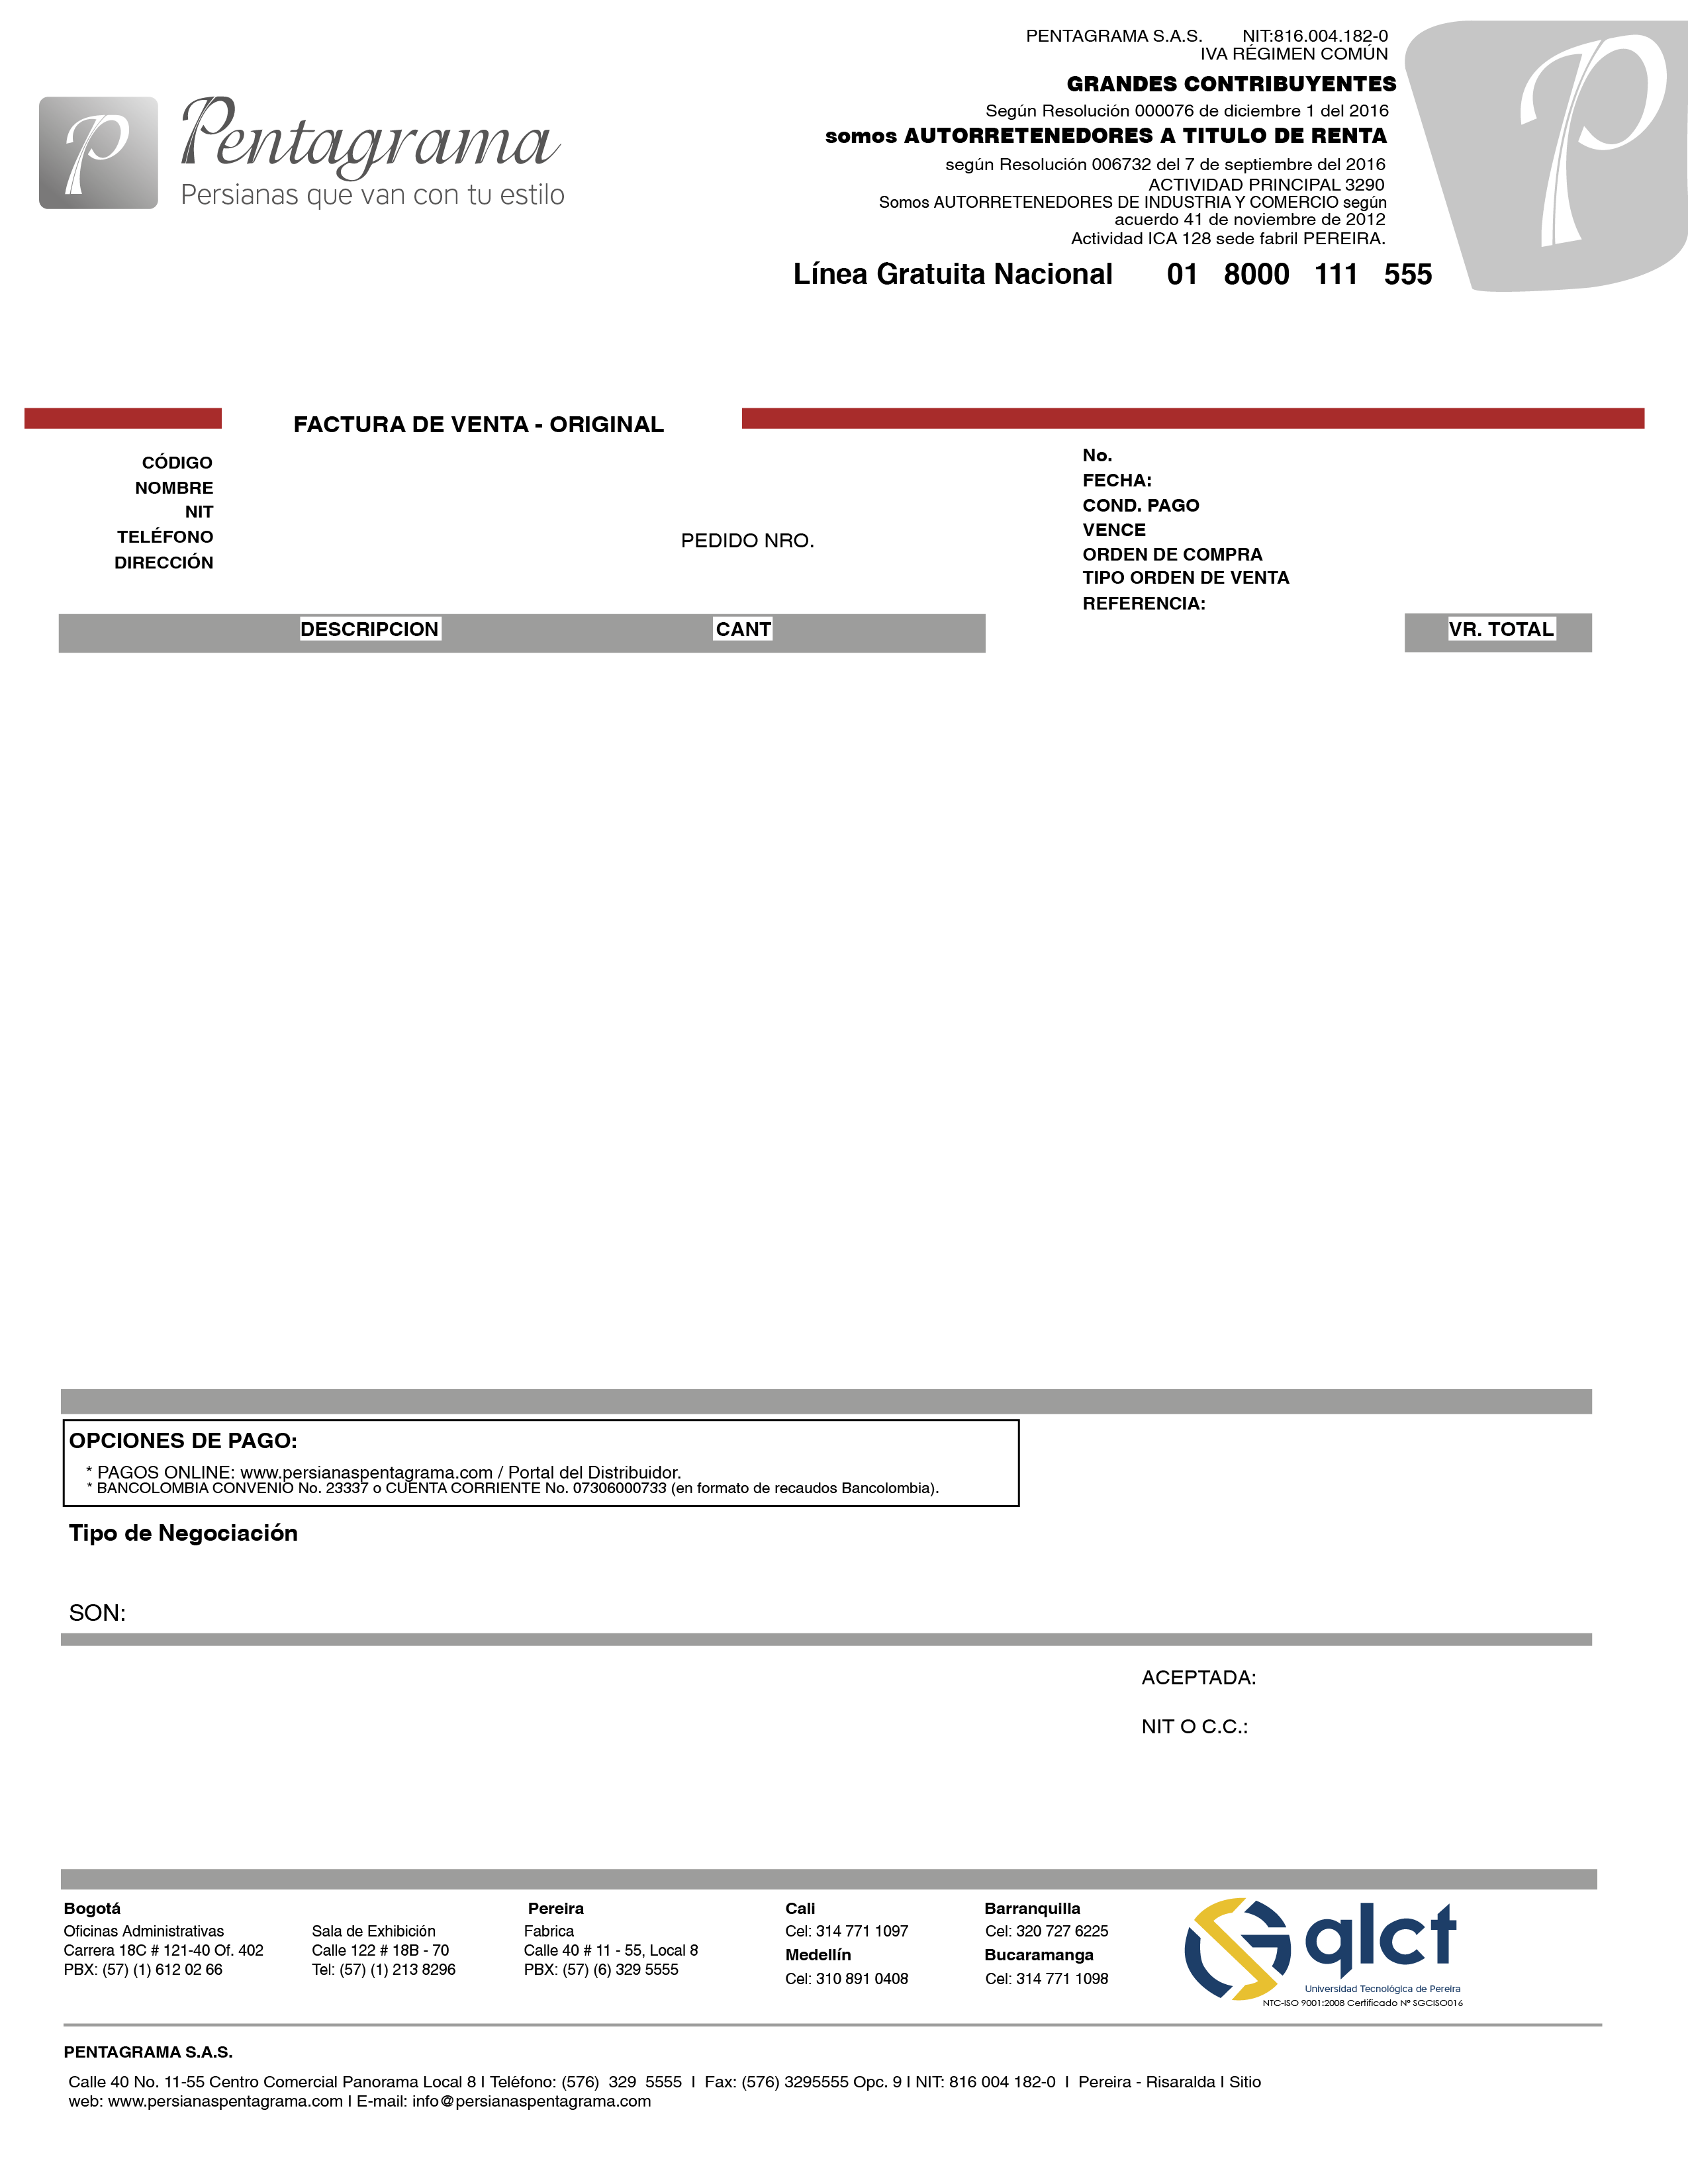 PENTAGRAMA S.A.S. NIT:816.004.182-0
IVA RÉGIMEN COMÚN
GRANDES CONTRIBUYENTES
Según Resolución 000076 de diciembre 1 del 2016
somos AUTORRETENEDORES A TITULO DE RENTA
según Resolución 006732 del 7 de septiembre del 2016
ACTIVIDAD PRINCIPAL 3290
Somos AUTORRETENEDORES DE INDUSTRIA Y COMERCIO según
acuerdo 41 de noviembre de 2012
Actividad ICA 128 sede fabril PEREIRA.
Línea Gratuita Nacional 01 8000 111 555
P
P
Pentagrama
Persianas que van con tu estilo
FACTURA DE VENTA - ORIGINAL
CÓDIGO
NOMBRE
NIT
TELÉFONO
DIRECCIÓN
PEDIDO NRO.
No.
FECHA:
COND. PAGO
VENCE
ORDEN DE COMPRA
TIPO ORDEN DE VENTA
REFERENCIA:
DESCRIPCION CANT VR. TOTAL
OPCIONES DE PAGO:
* PAGOS ONLINE: www.persianaspentagrama.com / Portal del Distribuidor.
* BANCOLOMBIA CONVENIO No. 23337 o CUENTA CORRIENTE No. 07306000733 (en formato de recaudos Bancolombia).
Tipo de Negociación
SON:
ACEPTADA:
NIT O C.C.:
Bogotá
Oficinas Administrativas
Carrera 18C # 121-40 Of. 402
PBX: (57) (1) 612 02 66
Sala de Exhibición
Calle 122 # 18B - 70
Tel: (57) (1) 213 8296
Pereira
Fabrica
Calle 40 # 11 - 55, Local 8
PBX: (57) (6) 329 5555
Cali
Cel: 314 771 1097
Medellín
Cel: 310 891 0408
Barranquilla
Cel: 320 727 6225
Bucaramanga
Cel: 314 771 1098
qlct
Universidad Tecnológica de Pereira
NTC-ISO 9001:2008 Certificado Nº SGCISO016
PENTAGRAMA S.A.S.
Calle 40 No. 11-55 Centro Comercial Panorama Local 8 I Teléfono: (576) 329 5555 I Fax: (576) 3295555 Opc. 9 I NIT: 816 004 182-0 I Pereira - Risaralda I Sitio
web: www.persianaspentagrama.com I E-mail: info@persianaspentagrama.com